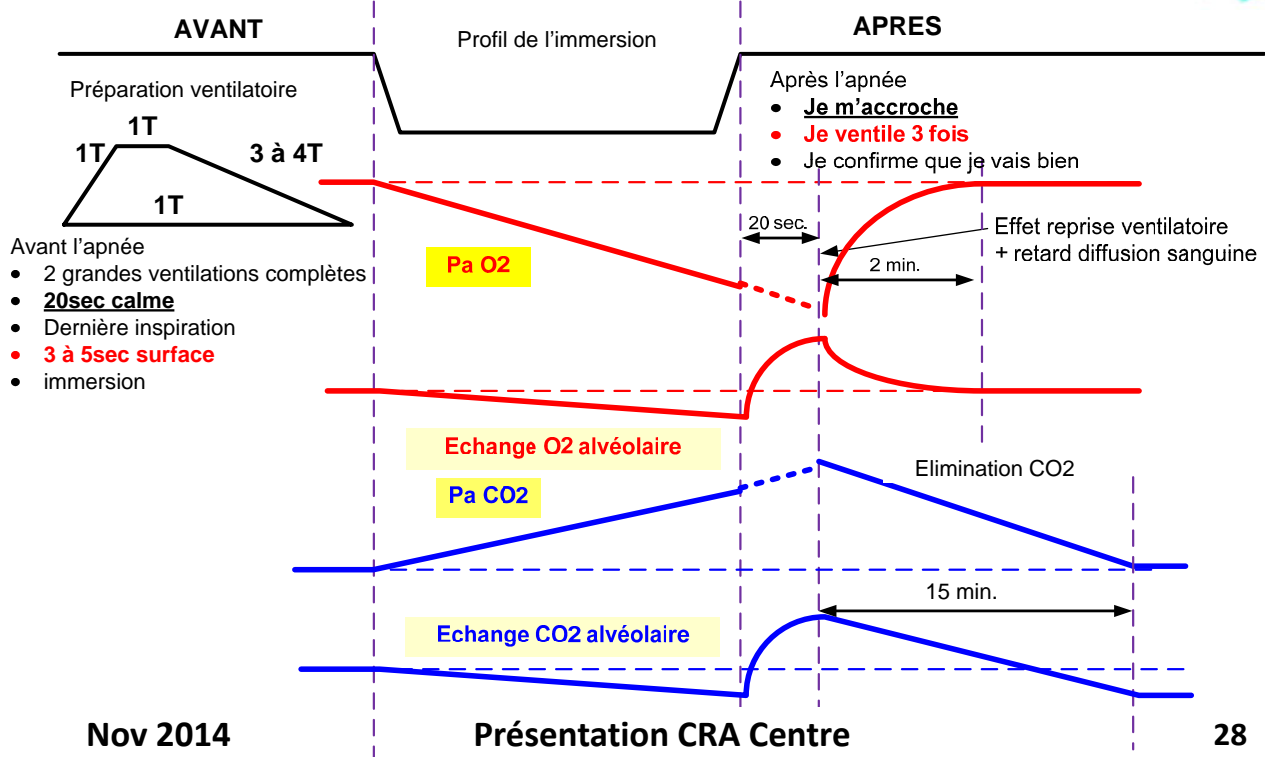 AVANT
Profil de l'immersion
APRES
Préparation ventilatoire
1T
1T
3 à 4T
1T
Avant l'apnée
• 2 grandes ventilations complètes
• 20sec calme
• Dernière inspiration
• 3 à 5sec surface
• immersion
Après l'apnée
• Je m'accroche
• Je ventile 3 fois
• Je confirme que je vais bien
20 sec.
Effet reprise ventilatoire
+ retard diffusion sanguine
2 min.
Pa O2
Echange O2 alvéolaire
Pa CO2
Elimination CO2
15 min.
Echange CO2 alvéolaire
Nov 2014
Présentation CRA Centre
28